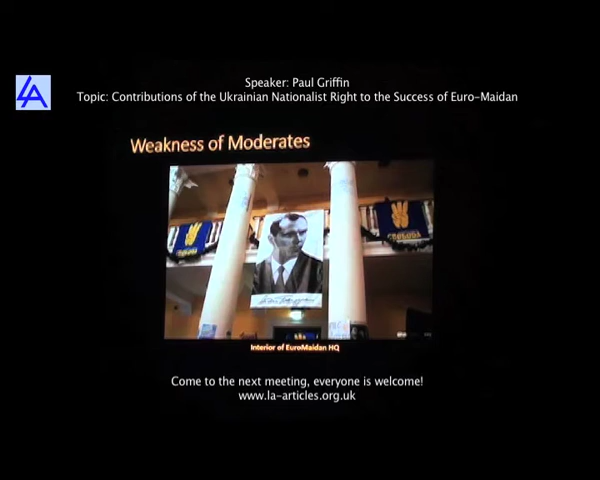 LA
Speaker: Paul Griffin
Topic: Contributions of the Ukrainian Nationalist Right to the Success of Euro-Maidan
Weakness of Moderates
СВОБОДА
Interior of EuroMaidan HQ
Come to the next meeting, everyone is welcome!
www.la-articles.org.uk